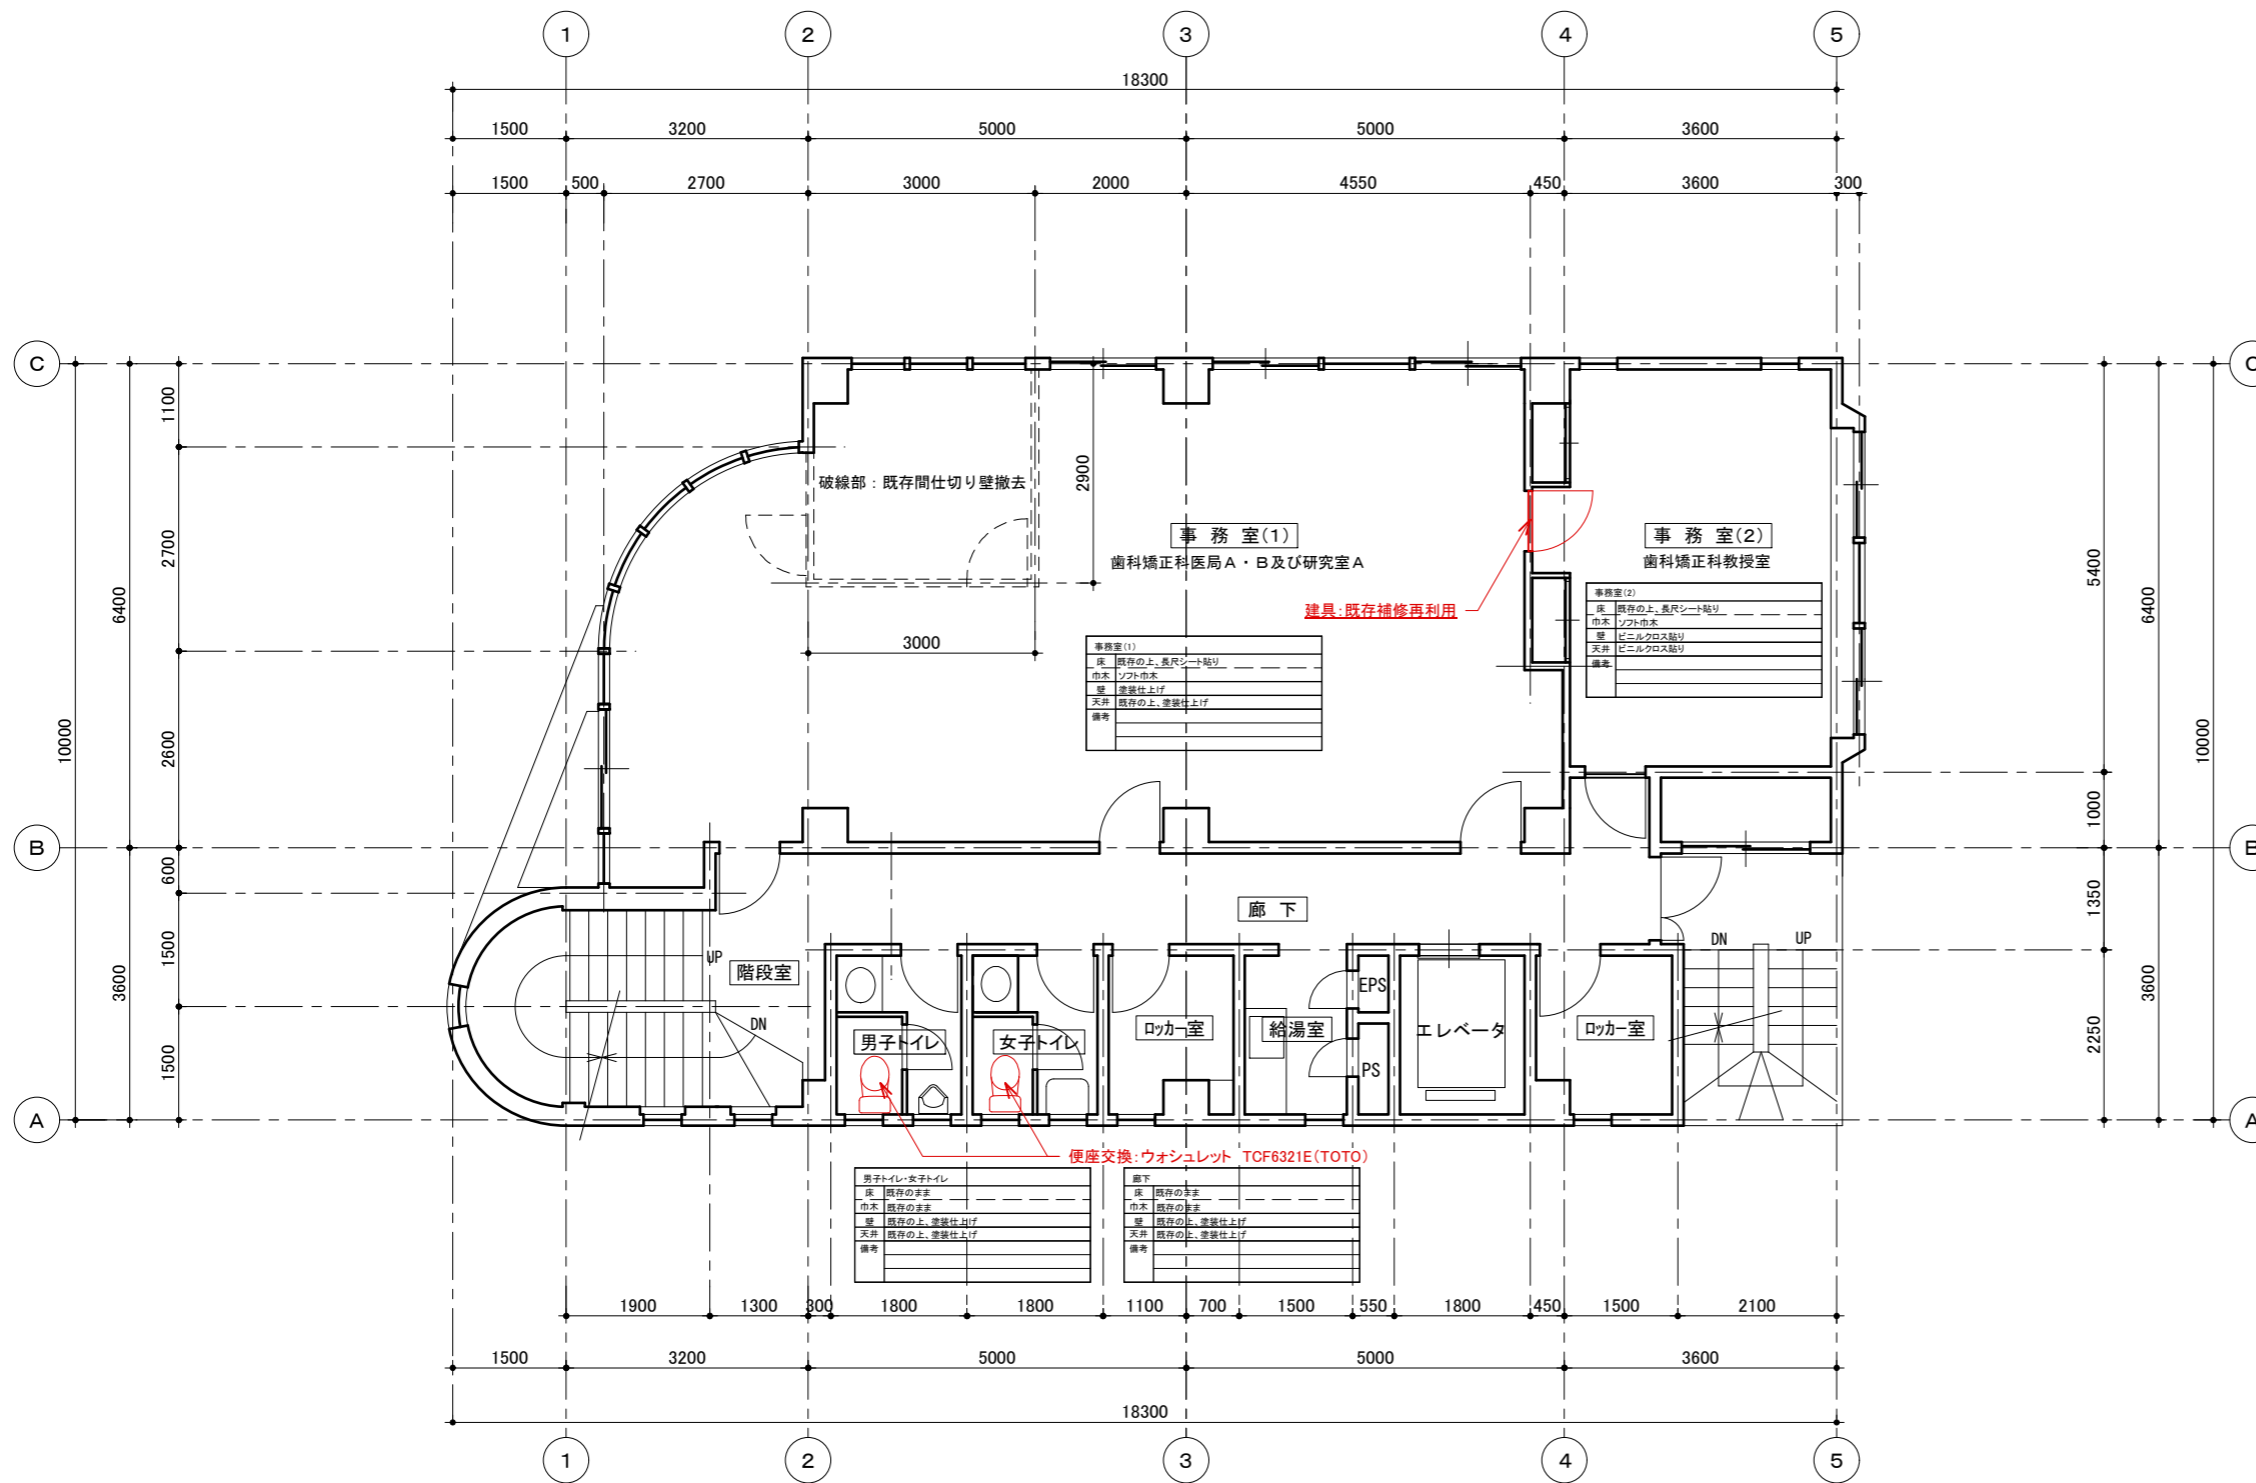 1 2 3 4 5
18300
1500 3200 5000 5000 3600
1500 500 2700 3000 2000 4550 450 3600 300
C C
B B
A A
10000
6400
3600
1100
2700
2600
600
1500
1500
破線部：既存間仕切り壁撤去
2900
3000
事 務 室(1)
歯科矯正科医局A・B及び研究室A
事 務 室(2)
歯科矯正科教授室
建具：既存補修再利用
事務室(1)
床 既存の上、長尺シート貼り
巾木 ソフト巾木
壁 塗装仕上げ
天井 既存の上、塗装仕上げ
備考
事務室(2)
床 既存の上、長尺シート貼り
巾木 ソフト巾木
壁 ビニルクロス貼り
天井 ビニルクロス貼り
備考
5400
1000
1350
2250
6400
3600
10000
廊 下
UP
階段室
DN
男子トイレ
女子トイレ
ロッカー室
給湯室
EPS
PS
エレベータ
ロッカー室
DN UP
便座交換：ウォシュレット TCF6321E(TOTO)
男子トイレ・女子トイレ
床 既存のまま
巾木 既存のまま
壁 既存の上、塗装仕上げ
天井 既存の上、塗装仕上げ
備考
廊下
床 既存のまま
巾木 既存のまま
壁 既存の上、塗装仕上げ
天井 既存の上、塗装仕上げ
備考
1900 1300 300 1800 1800 1100 700 1500 550 1800 450 1500 2100
1500 3200 5000 5000 3600
18300
1 2 3 4 5